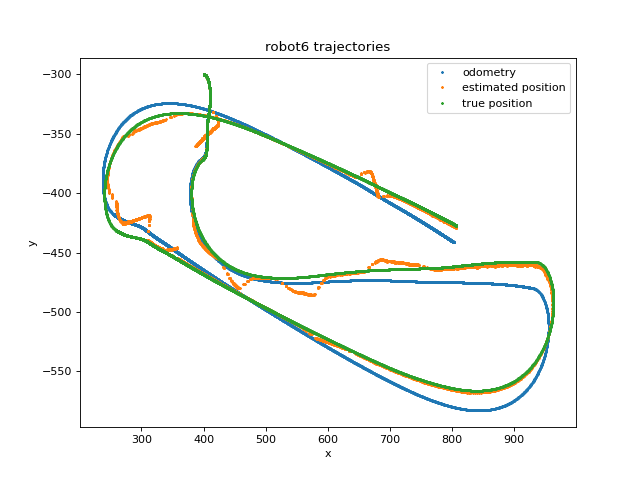 robot6 trajectories
odometry
estimated position
true position
−300
−350
−400
−450
−500
−550
y
300 400 500 600 700 800 900
x